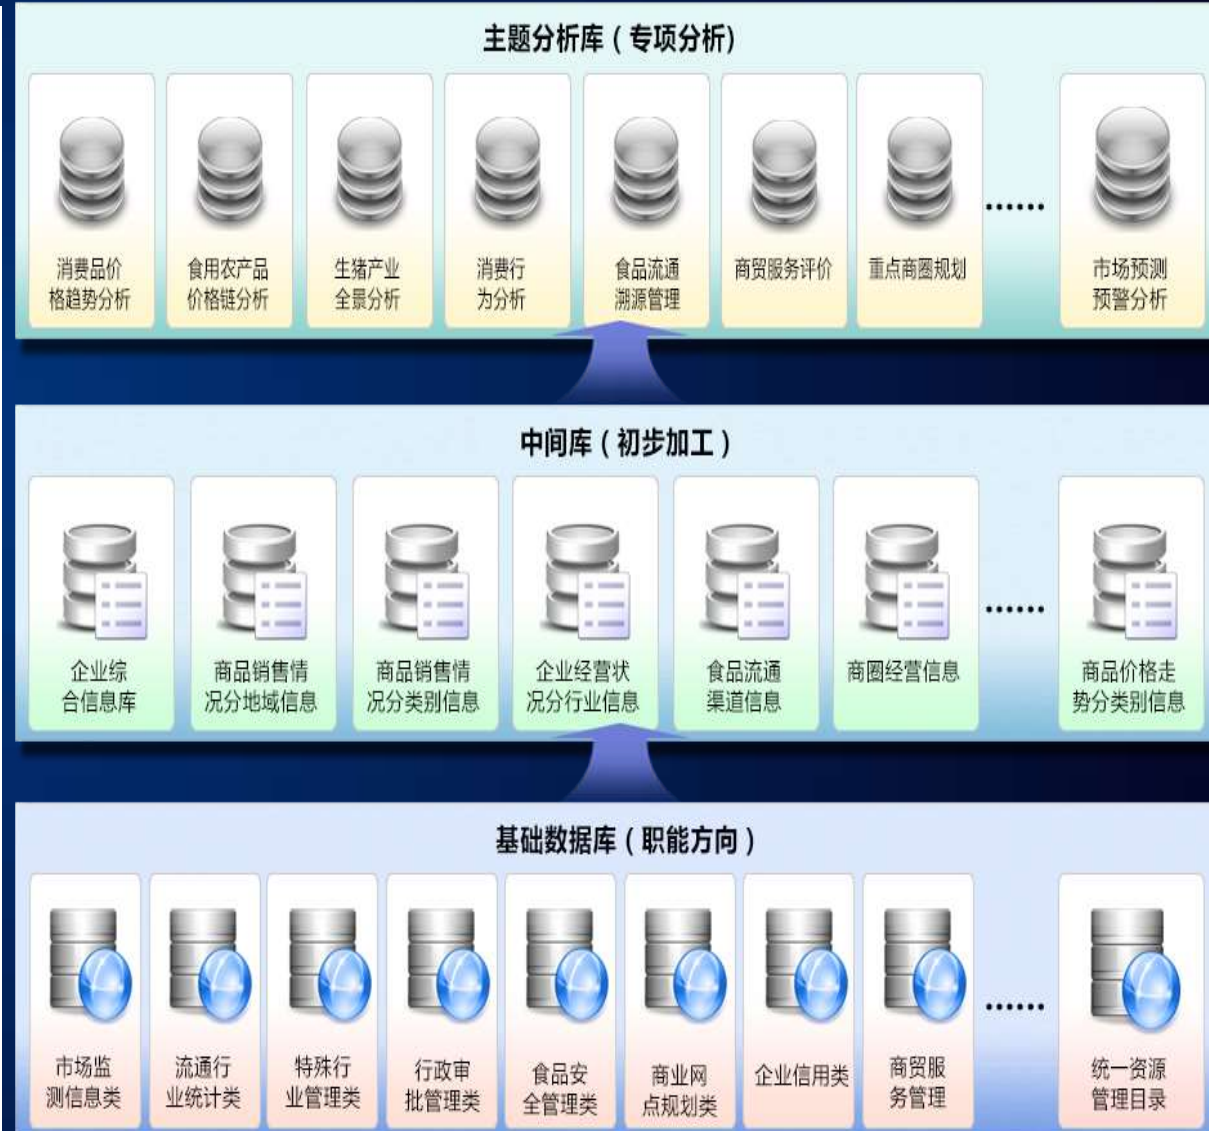 主题分析库（专项分析)
消费品价
格趋势分析
食用农产品
价格链分析
生猪产业
全景分析
消费行
为分析
食品流通
溯源管理
商贸服务评价
重点商圈规划
......
市场预测
预警分析
中间库（初步加工）
企业综
合信息库
商品销售情
况分地域信息
商品销售情
况分类别信息
企业经营状
况分行业信息
食品流通
渠道信息
商圈经营信息
......
商品价格走
势分类别信息
基础数据库（职能方向）
市场监
测信息类
流通行
业统计类
特殊行
业管理类
行政审
批管理类
食品安
全管理类
商业网
点规划类
企业信用类
商贸服
务管理
......
统一资源
管理目录